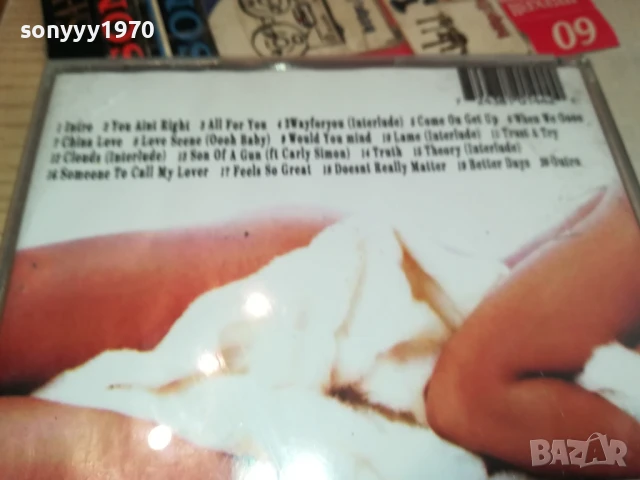 sonyyy1970
SON
09
1 Intro 2 You Aint Right 3 All For You 4 2Wayforyou (Interlude) 5 Come On Get Up 6 When We Oooo
7 China Love 8 Love Scene (Oooh Baby) 9 Would You mind 10 Lame (Interlude) 11 Trust A Try
12 Clouds (Interlude) 13 Son Of A Gun (ft Carly Simon) 14 Truth 15 Theory (Interlude)
16 Someone To Call My Lover 17 Feels So Great 18 Doesnt Really Matter 19 Better Days 20 Outro
BAZAR
bg